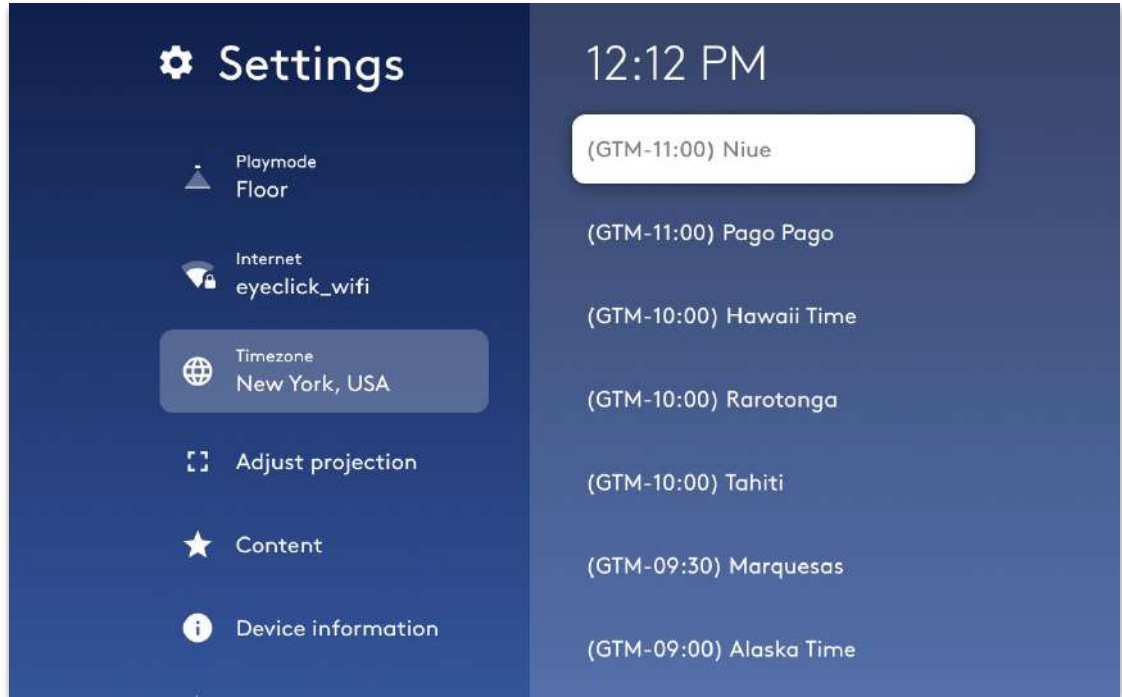 Settings
Playmode
Floor
Internet
eyeclick_wifi
Timezone
New York, USA
Adjust projection
Content
Device information
12:12 PM
(GTM-11:00) Niue
(GTM-11:00) Pago Pago
(GTM-10:00) Hawaii Time
(GTM-10:00) Rarotonga
(GTM-10:00) Tahiti
(GTM-09:30) Marquesas
(GTM-09:00) Alaska Time